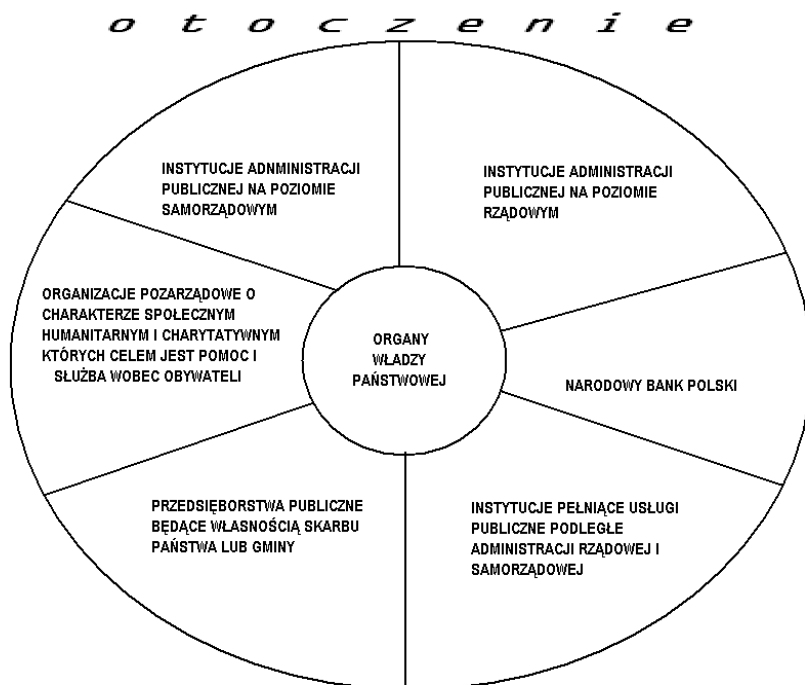 otoczenie
INSTYTUCJE ADNMINISTRACJI
PUBLICZNEJ NA POZIOMIE
SAMORZĄDOWYM
INSTYTUCJE ADMINISTRACJI
PUBLICZNEJ NA POZIOMIE
RZĄDOWYM
ORGANIZACJE POZARZĄDOWE O
CHARAKTERZE SPOŁECZNYM
HUMANITARNYM I CHARYTATYWNYM
KTÓRYCH CELEM JEST POMOC I
SŁUŻBA WOBEC OBYWATELI
ORGANY
WŁADZY
PAŃSTWOWEJ
NARODOWY BANK POLSKI
PRZEDSIĘBORSTWA PUBLICZNE
BĘDĄCE WŁASNOŚCIĄ SKARBU
PAŃSTWA LUB GMINY
INSTYTUCJE PEŁNIĄCE USŁUGI
PUBLICZNE PODLEGŁE
ADMINISTRACJI RZĄDOWEJ I
SAMORZĄDOWEJ